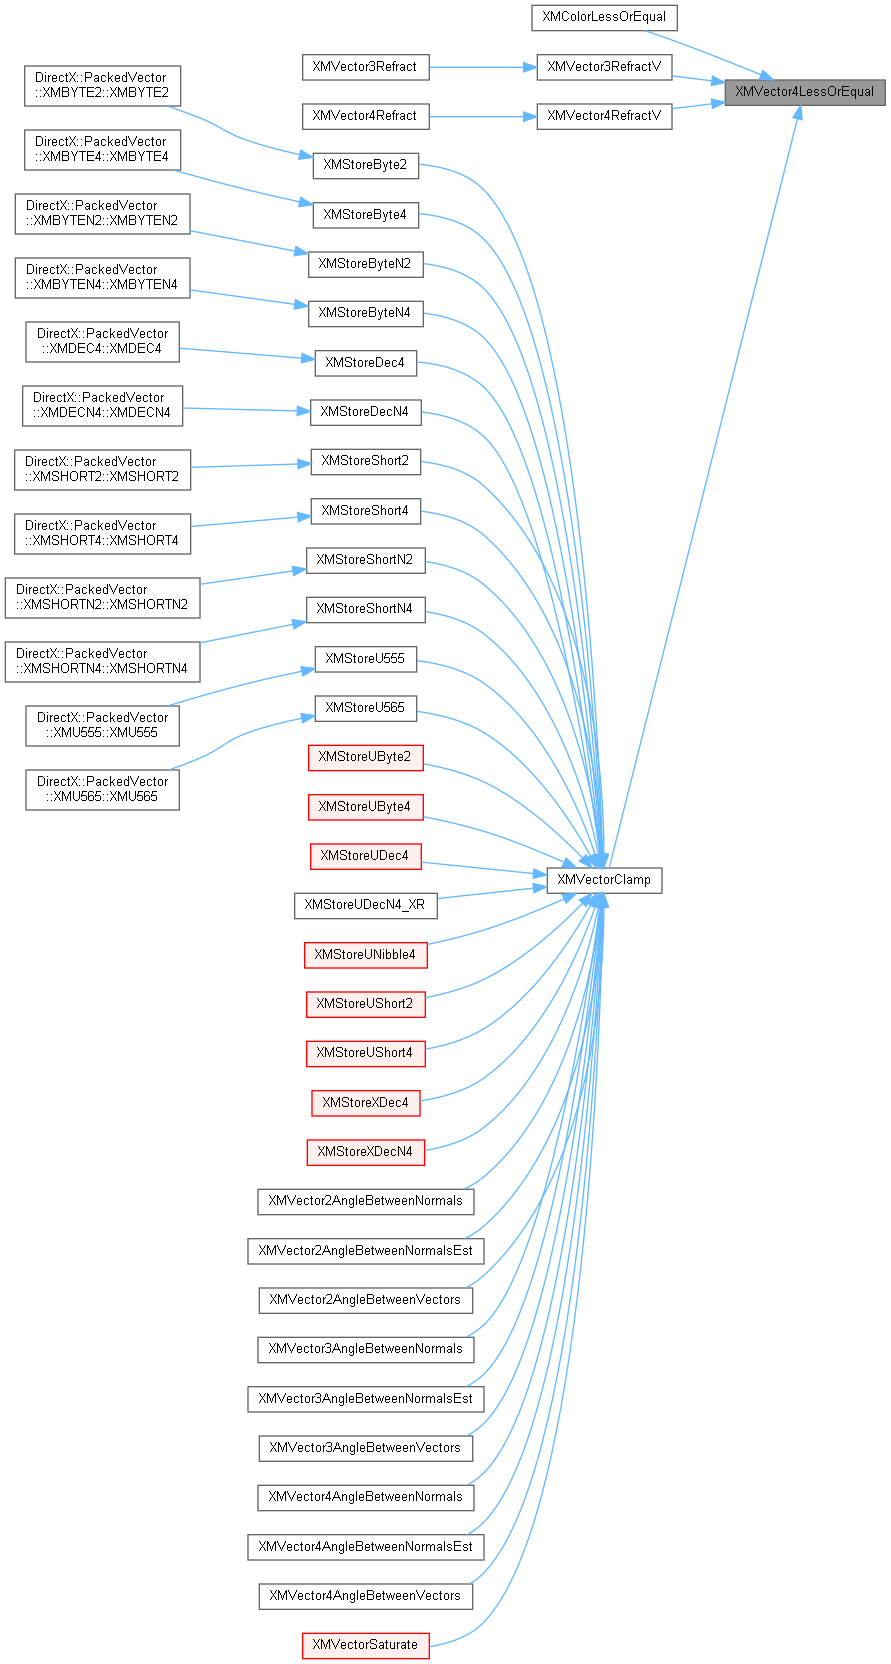 XMColorLessOrEqual
XMVector3Refract
XMVector3RefractV
XMVector4LessOrEqual
XMVector4Refract
XMVector4RefractV
DirectX::PackedVector
::XMBYTE2::XMBYTE2
XMStoreByte2
DirectX::PackedVector
::XMBYTE4::XMBYTE4
XMStoreByte4
DirectX::PackedVector
::XMBYTEN2::XMBYTEN2
XMStoreByteN2
DirectX::PackedVector
::XMBYTEN4::XMBYTEN4
XMStoreByteN4
DirectX::PackedVector
::XMDEC4::XMDEC4
XMStoreDec4
DirectX::PackedVector
::XMDECN4::XMDECN4
XMStoreDecN4
DirectX::PackedVector
::XMSHORT2::XMSHORT2
XMStoreShort2
DirectX::PackedVector
::XMSHORT4::XMSHORT4
XMStoreShort4
DirectX::PackedVector
::XMSHORTN2::XMSHORTN2
XMStoreShortN2
DirectX::PackedVector
::XMSHORTN4::XMSHORTN4
XMStoreShortN4
DirectX::PackedVector
::XMU555::XMU555
XMStoreU555
DirectX::PackedVector
::XMU565::XMU565
XMStoreU565
XMStoreUByte2
XMStoreUByte4
XMStoreUDec4
XMVectorClamp
XMStoreUDecN4_XR
XMStoreUNibble4
XMStoreUShort2
XMStoreUShort4
XMStoreXDec4
XMStoreXDecN4
XMVector2AngleBetweenNormals
XMVector2AngleBetweenNormalsEst
XMVector2AngleBetweenVectors
XMVector3AngleBetweenNormals
XMVector3AngleBetweenNormalsEst
XMVector3AngleBetweenVectors
XMVector4AngleBetweenNormals
XMVector4AngleBetweenNormalsEst
XMVector4AngleBetweenVectors
XMVectorSaturate